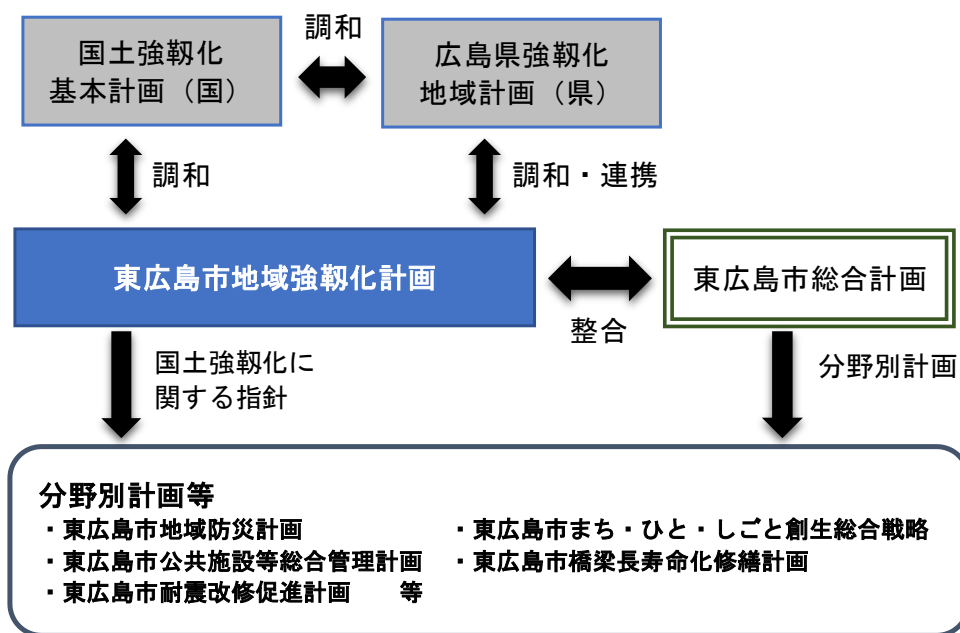 調和
国土強靱化
基本計画（国）
広島県強靱化
地域計画（県）
調和
調和・連携
東広島市地域強靱化計画
東広島市総合計画
整合
国土強靱化に
関する指針
分野別計画
分野別計画等
・東広島市地域防災計画
・東広島市まち・ひと・しごと創生総合戦略
・東広島市公共施設等総合管理計画
・東広島市橋梁長寿命化修繕計画
・東広島市耐震改修促進計画　　等